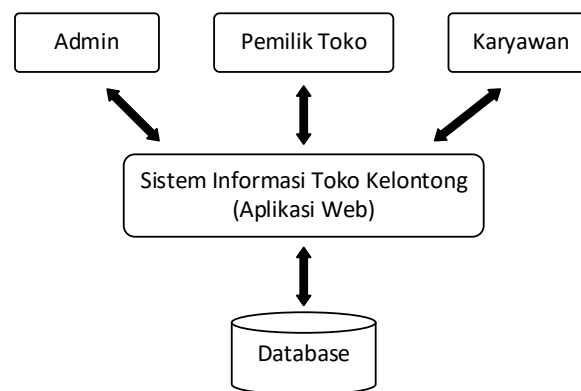 Admin
Pemilik Toko
Karyawan
Sistem Informasi Toko Kelontong
(Aplikasi Web)
Database